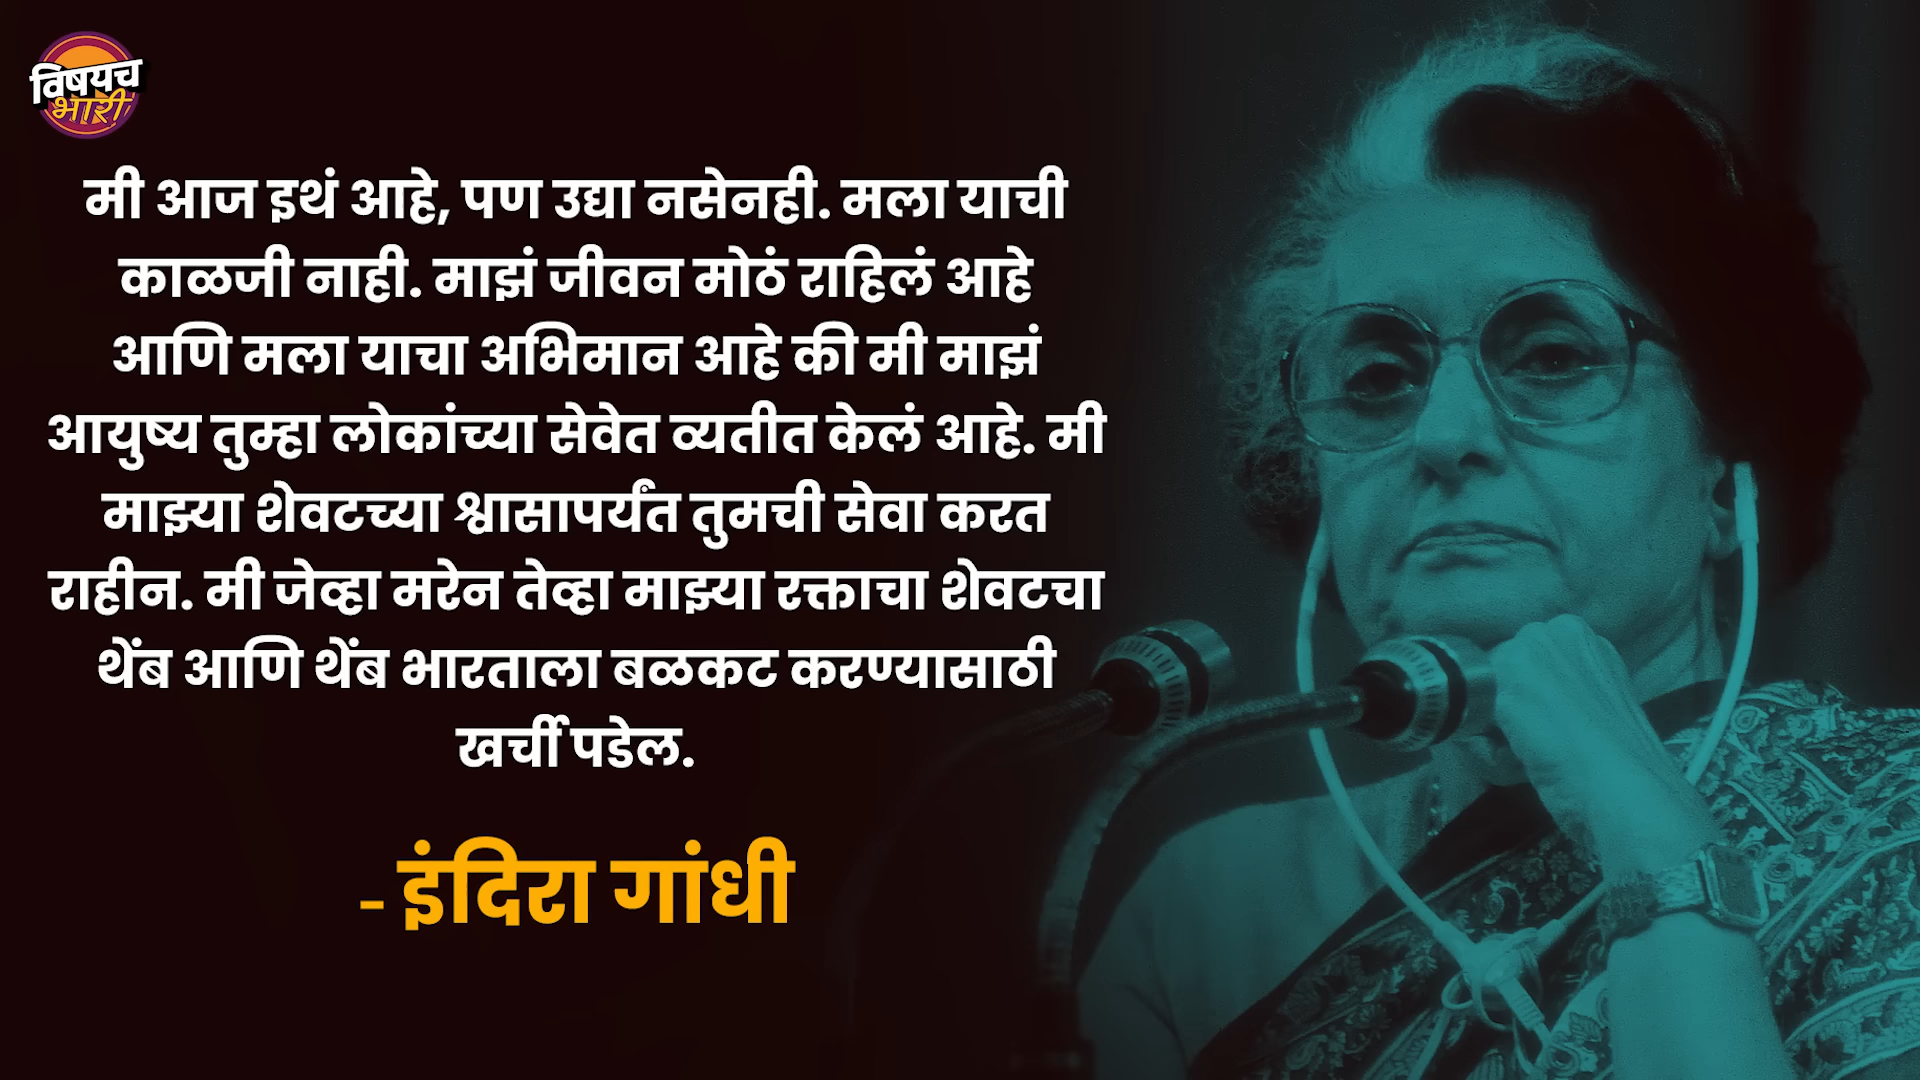 विषयच
भारी
मी आज इथं आहे, पण उद्या नसेनही. मला याची
काळजी नाही. माझं जीवन मोठं राहिलं आहे
आणि मला याचा अभिमान आहे की मी माझं
आयुष्य तुम्हा लोकांच्या सेवेत व्यतीत केलं आहे. मी
माझ्या शेवटच्या श्वासापर्यंत तुमची सेवा करत
राहीन. मी जेव्हा मरेन तेव्हा माझ्या रक्ताचा शेवटचा
थेंब आणि थेंब भारताला बळकट करण्यासाठी
खर्ची पडेल.
- इंदिरा गांधी